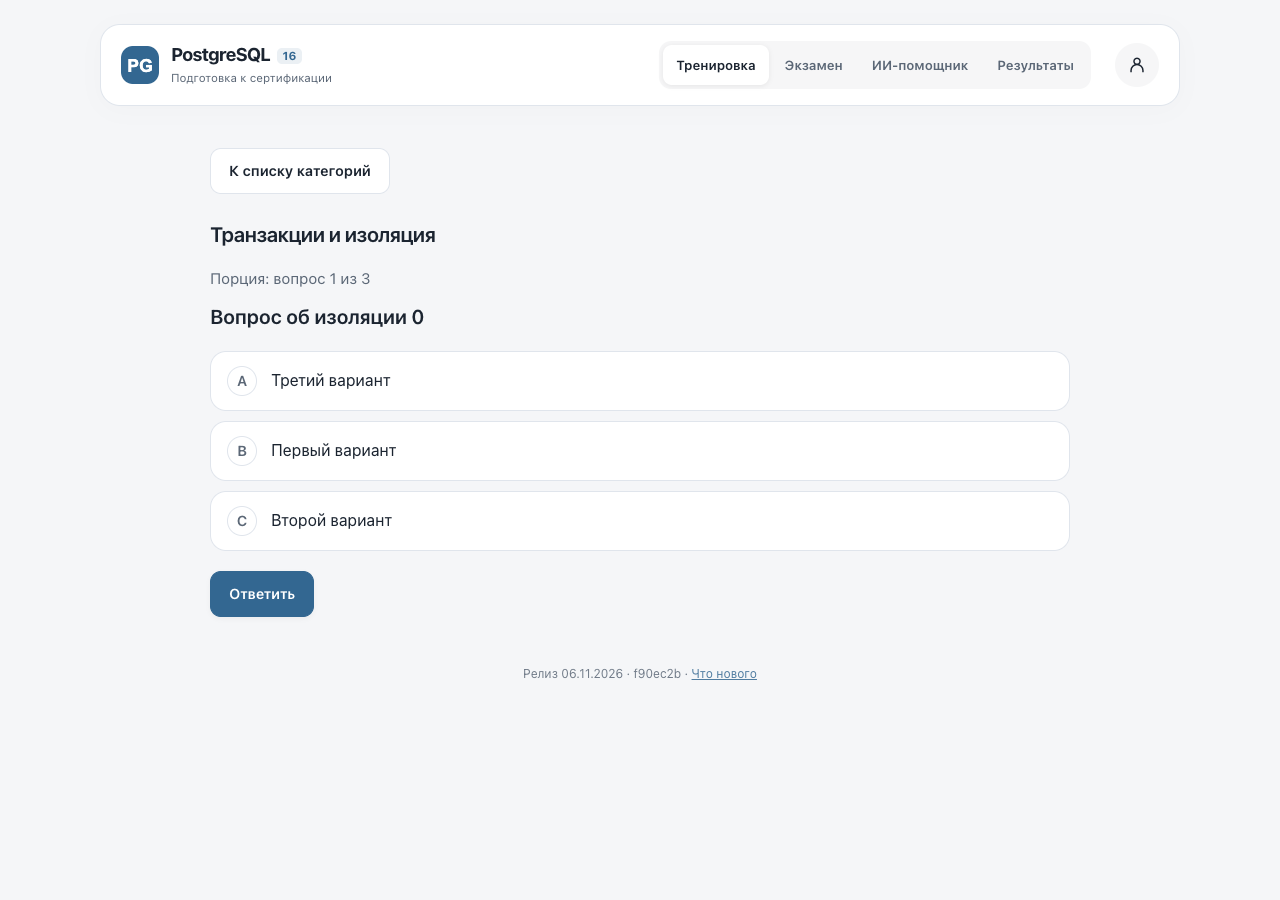 PG
PostgreSQL 16
Подготовка к сертификации
Тренировка
Экзамен
ИИ-помощник
Результаты
К списку категорий
Транзакции и изоляция
Порция: вопрос 1 из 3
Вопрос об изоляции 0
A Третий вариант
B Первый вариант
C Второй вариант
Ответить
Релиз 06.11.2026 · f90ec2b · Что нового